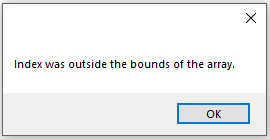 Index was outside the bounds of the array.
OK